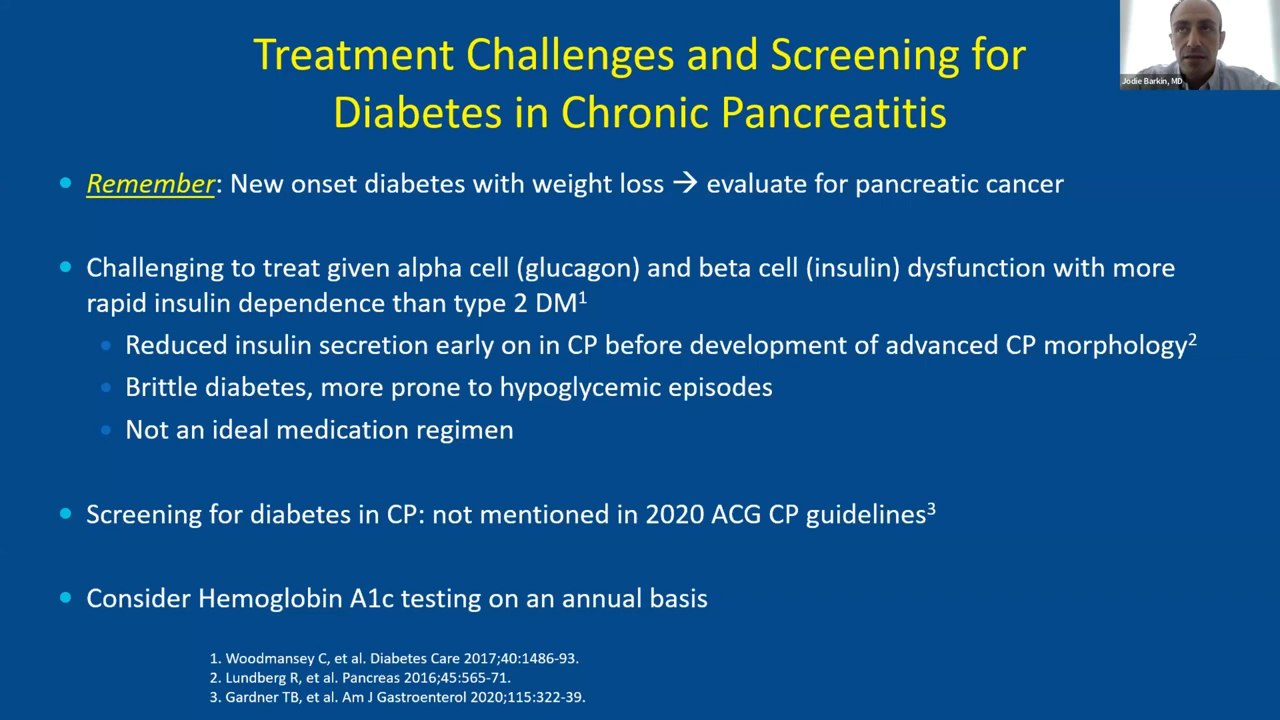 Treatment Challenges and Screening for
Diabetes in Chronic Pancreatitis
Jodie Barkin, MD
• Remember: New onset diabetes with weight loss → evaluate for pancreatic cancer
• Challenging to treat given alpha cell (glucagon) and beta cell (insulin) dysfunction with more
rapid insulin dependence than type 2 DM¹
• Reduced insulin secretion early on in CP before development of advanced CP morphology²
• Brittle diabetes, more prone to hypoglycemic episodes
• Not an ideal medication regimen
• Screening for diabetes in CP: not mentioned in 2020 ACG CP guidelines³
• Consider Hemoglobin A1c testing on an annual basis
1. Woodmansey C, et al. Diabetes Care 2017;40:1486-93.
2. Lundberg R, et al. Pancreas 2016;45:565-71.
3. Gardner TB, et al. Am J Gastroenterol 2020;115:322-39.